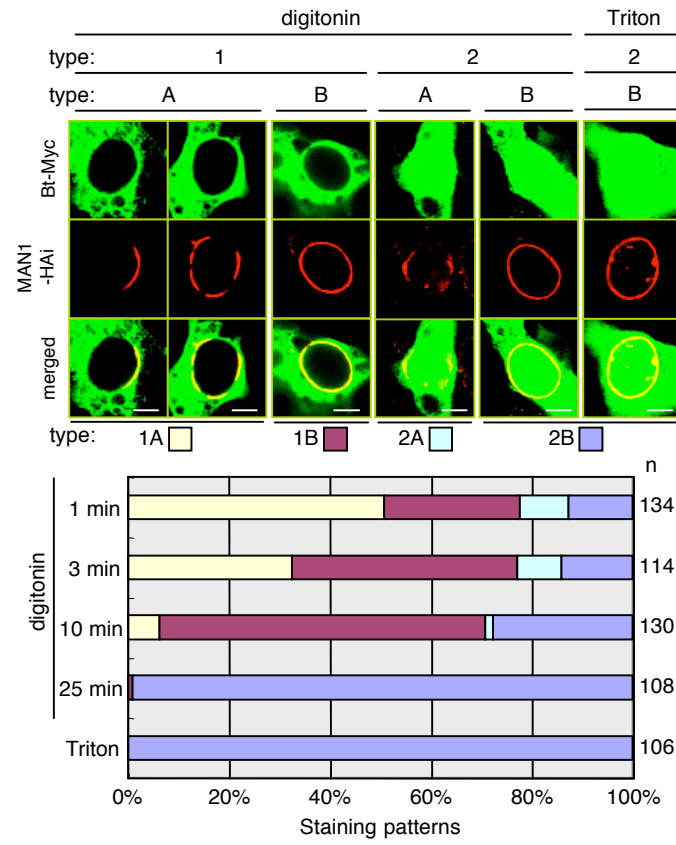 digitonin Triton
type: 1 2 2
type: A B A B B
Bt-Myc
MAN1
-HAi
merged
type: 1A 1B 2A 2B
n
1 min 134
3 min 114
10 min 130
25 min 108
Triton 106
digitonin
0% 20% 40% 60% 80% 100%
Staining patterns